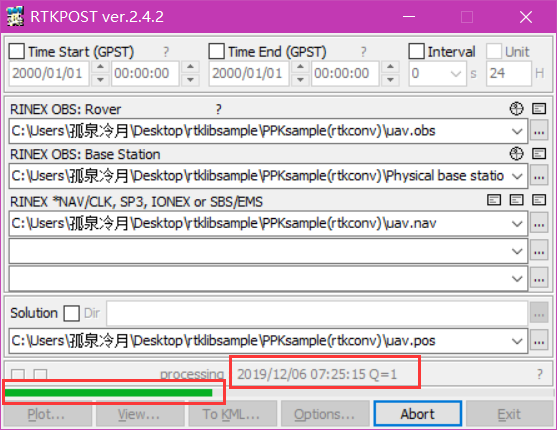 RTKPOST ver.2.4.2
Time Start (GPST) ? Time End (GPST) ? Interval Unit
2000/01/01 00:00:00 2000/01/01 00:00:00 0 s 24 H
RINEX OBS: Rover ?
C:\Users\孤泉冷月\Desktop\rtklibsample\PPKsample(rtkconv)\uav.obs
...
RINEX OBS: Base Station
C:\Users\孤泉冷月\Desktop\rtklibsample\PPKsample(rtkconv)\Physical base statio
...
RINEX *NAV/CLK, SP3, IONEX or SBS/EMS
C:\Users\孤泉冷月\Desktop\rtklibsample\PPKsample(rtkconv)\uav.nav
...
...
...
Solution Dir ...
C:\Users\孤泉冷月\Desktop\rtklibsample\PPKsample(rtkconv)\uav.pos
...
processing 2019/12/06 07:25:15 Q=1 ?
Plot... View... To KML... Options... Abort Exit